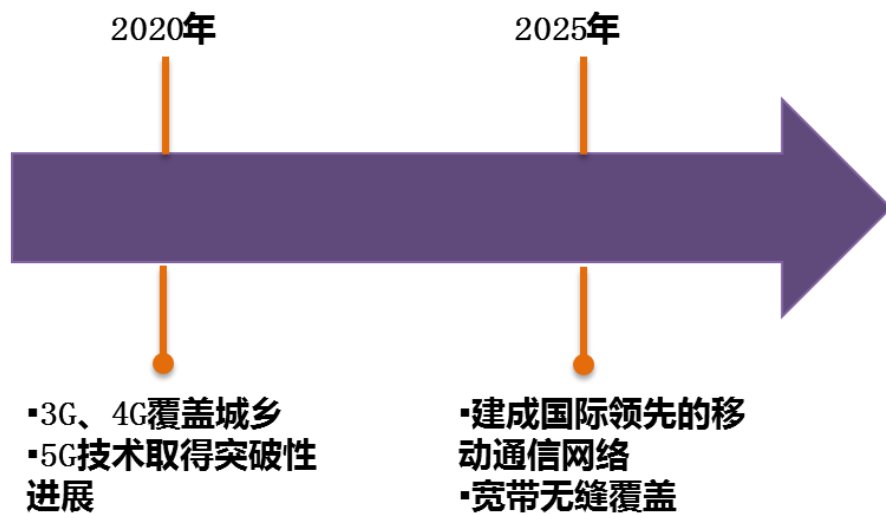 2020年
2025年
▪3G、4G覆盖城乡
▪5G技术取得突破性
进展
▪建成国际领先的移
动通信网络
▪宽带无缝覆盖